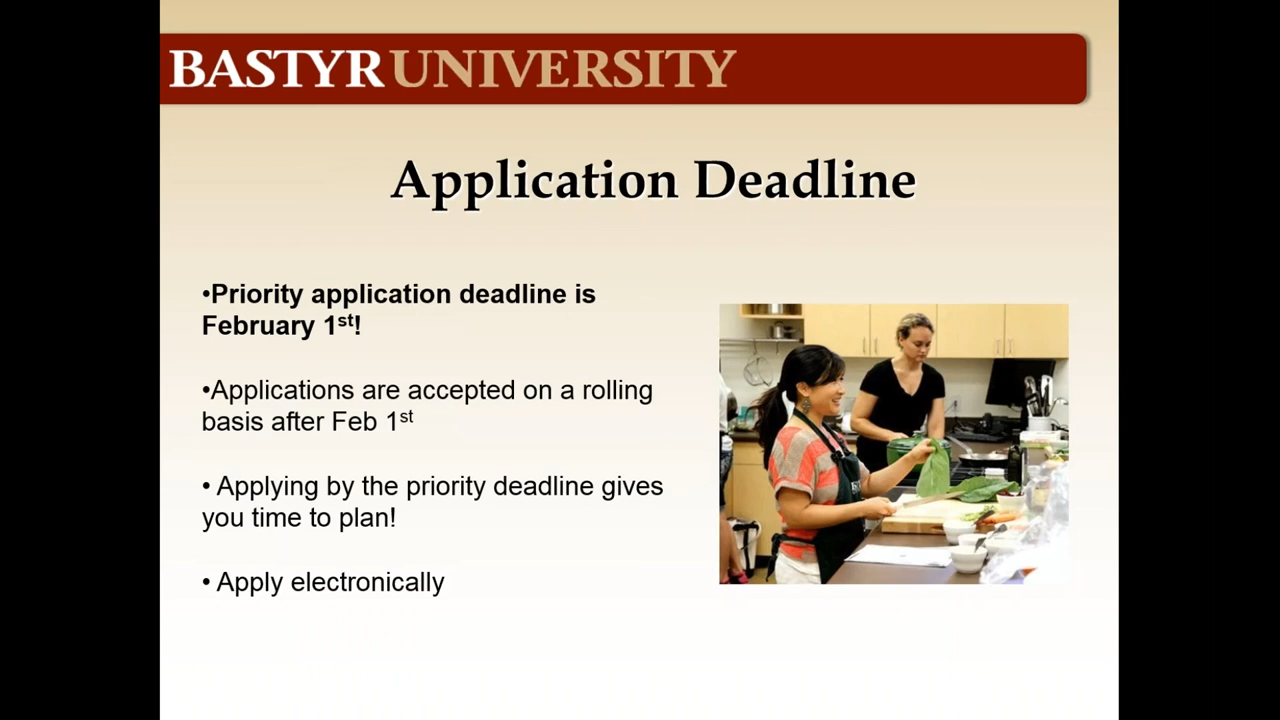 BASTYR UNIVERSITY
Application Deadline
•Priority application deadline is
February 1st!
•Applications are accepted on a rolling
basis after Feb 1st
• Applying by the priority deadline gives
you time to plan!
• Apply electronically